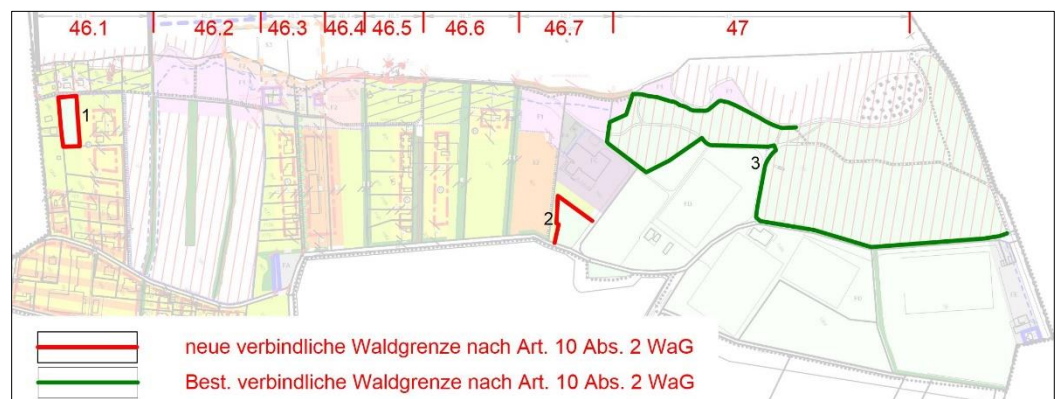 46.1 46.2 46.3 46.4 46.5 46.6 46.7 47
1
2
3
neue verbindliche Waldgrenze nach Art. 10 Abs. 2 WaG
Best. verbindliche Waldgrenze nach Art. 10 Abs. 2 WaG